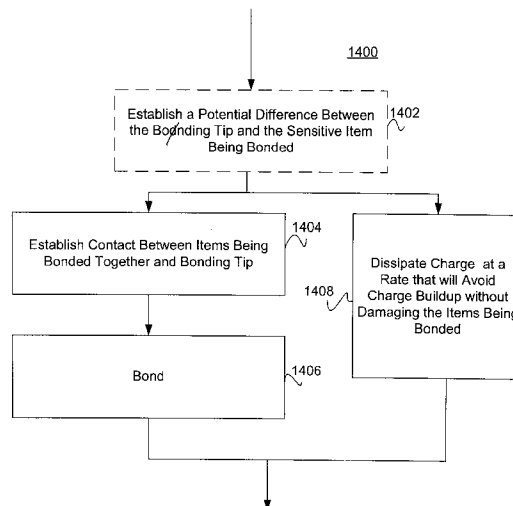 1400
Establish a Potential Difference Between
the Boonding Tip and the Sensitive Item
Being Bonded
1402
Establish Contact Between Items Being
Bonded Together and Bonding Tip
1404
Dissipate Charge at a
Rate that will Avoid
Charge Buildup without
Damaging the Items Being
Bonded
1408
Bond
1406